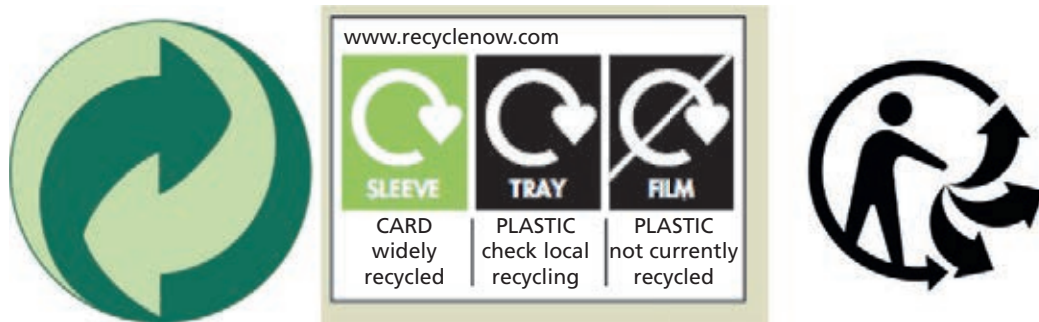 www.recyclenow.com
SLEEVE TRAY FILM
CARD
widely
recycled
PLASTIC
check local
recycling
PLASTIC
not currently
recycled